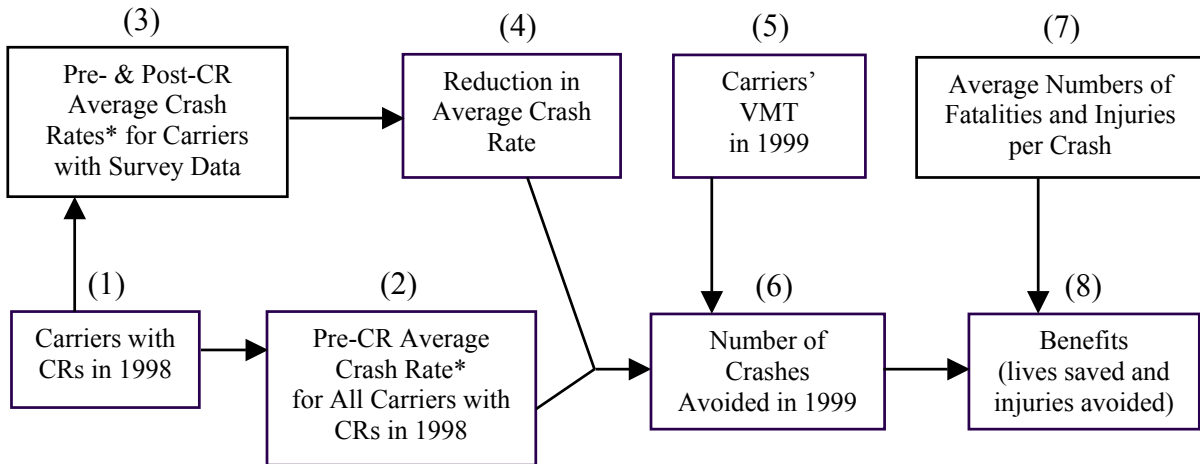 (3)
Pre- & Post-CR
Average Crash
Rates* for Carriers
with Survey Data
(4)
Reduction in
Average Crash
Rate
(5)
Carriers’
VMT
in 1999
(7)
Average Numbers of
Fatalities and Injuries
per Crash
(1)
Carriers with
CRs in 1998
(2)
Pre-CR Average
Crash Rate*
for All Carriers with
CRs in 1998
(6)
Number of
Crashes
Avoided in 1999
(8)
Benefits
(lives saved and
injuries avoided)